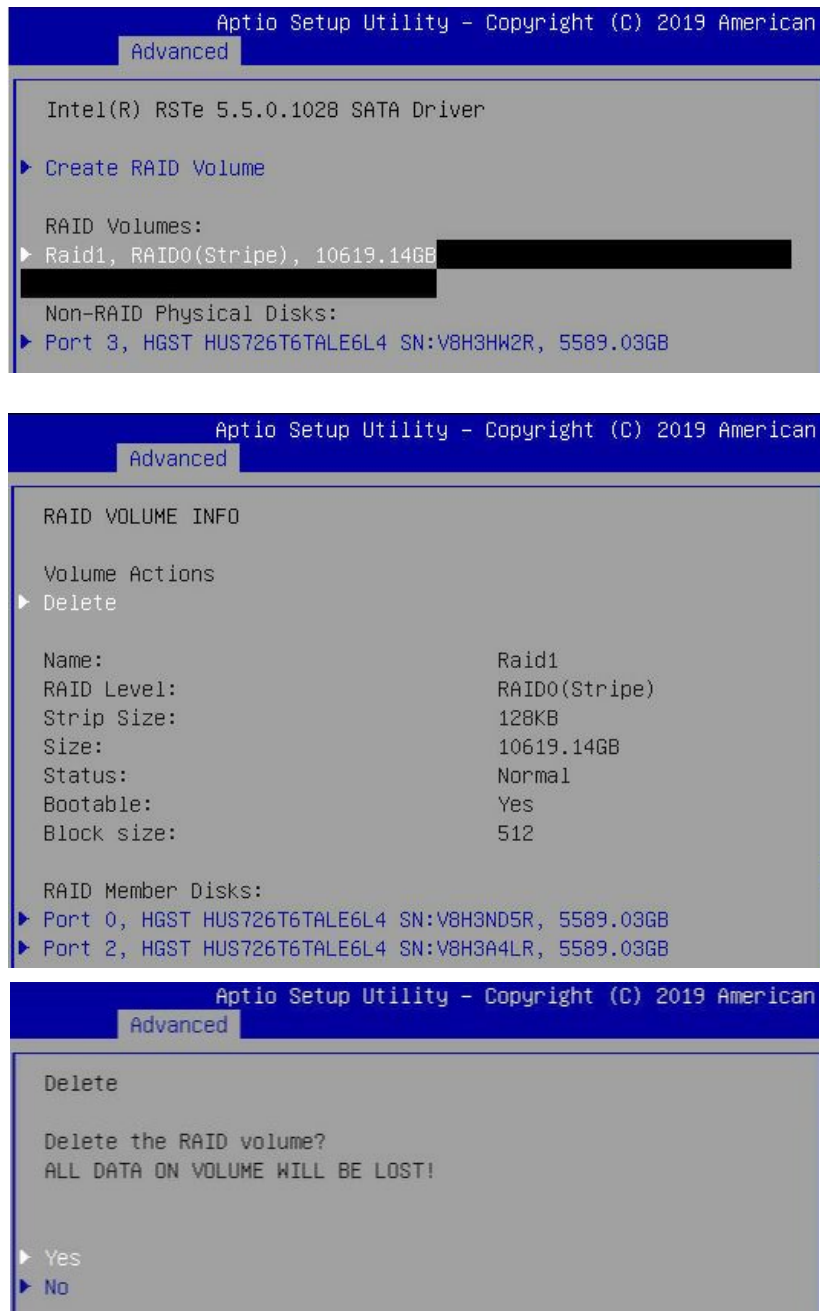 Aptio Setup Utility – Copyright (C) 2019 American
Advanced
Intel(R) RSTe 5.5.0.1028 SATA Driver
Create RAID Volume
RAID Volumes:
Raid1, RAID0(Stripe), 10619.14GB
Non-RAID Physical Disks:
Port 3, HGST HUS726T6TALE6L4 SN:V8H3HW2R, 5589.03GB
Aptio Setup Utility – Copyright (C) 2019 American
Advanced
RAID VOLUME INFO
Volume Actions
Delete
Name: Raid1
RAID Level: RAID0(Stripe)
Strip Size: 128KB
Size: 10619.14GB
Status: Normal
Bootable: Yes
Block size: 512
RAID Member Disks:
Port 0, HGST HUS726T6TALE6L4 SN:V8H3ND5R, 5589.03GB
Port 2, HGST HUS726T6TALE6L4 SN:V8H3A4LR, 5589.03GB
Aptio Setup Utility – Copyright (C) 2019 American
Advanced
Delete
Delete the RAID volume?
ALL DATA ON VOLUME WILL BE LOST!
Yes
No